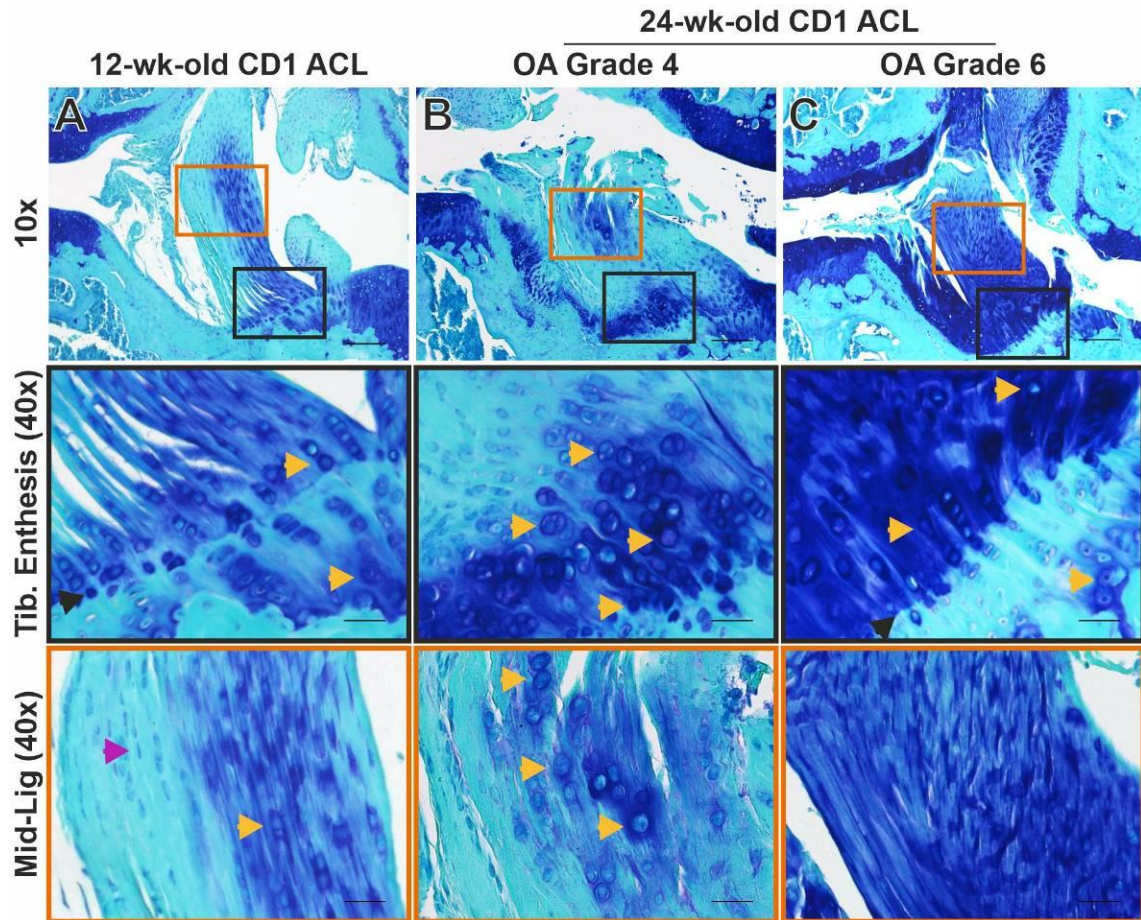 24-wk-old CD1 ACL
12-wk-old CD1 ACL
OA Grade 4
OA Grade 6
10x
A
B
C
Tib. Enthesis (40x)
Mid-Lig (40x)